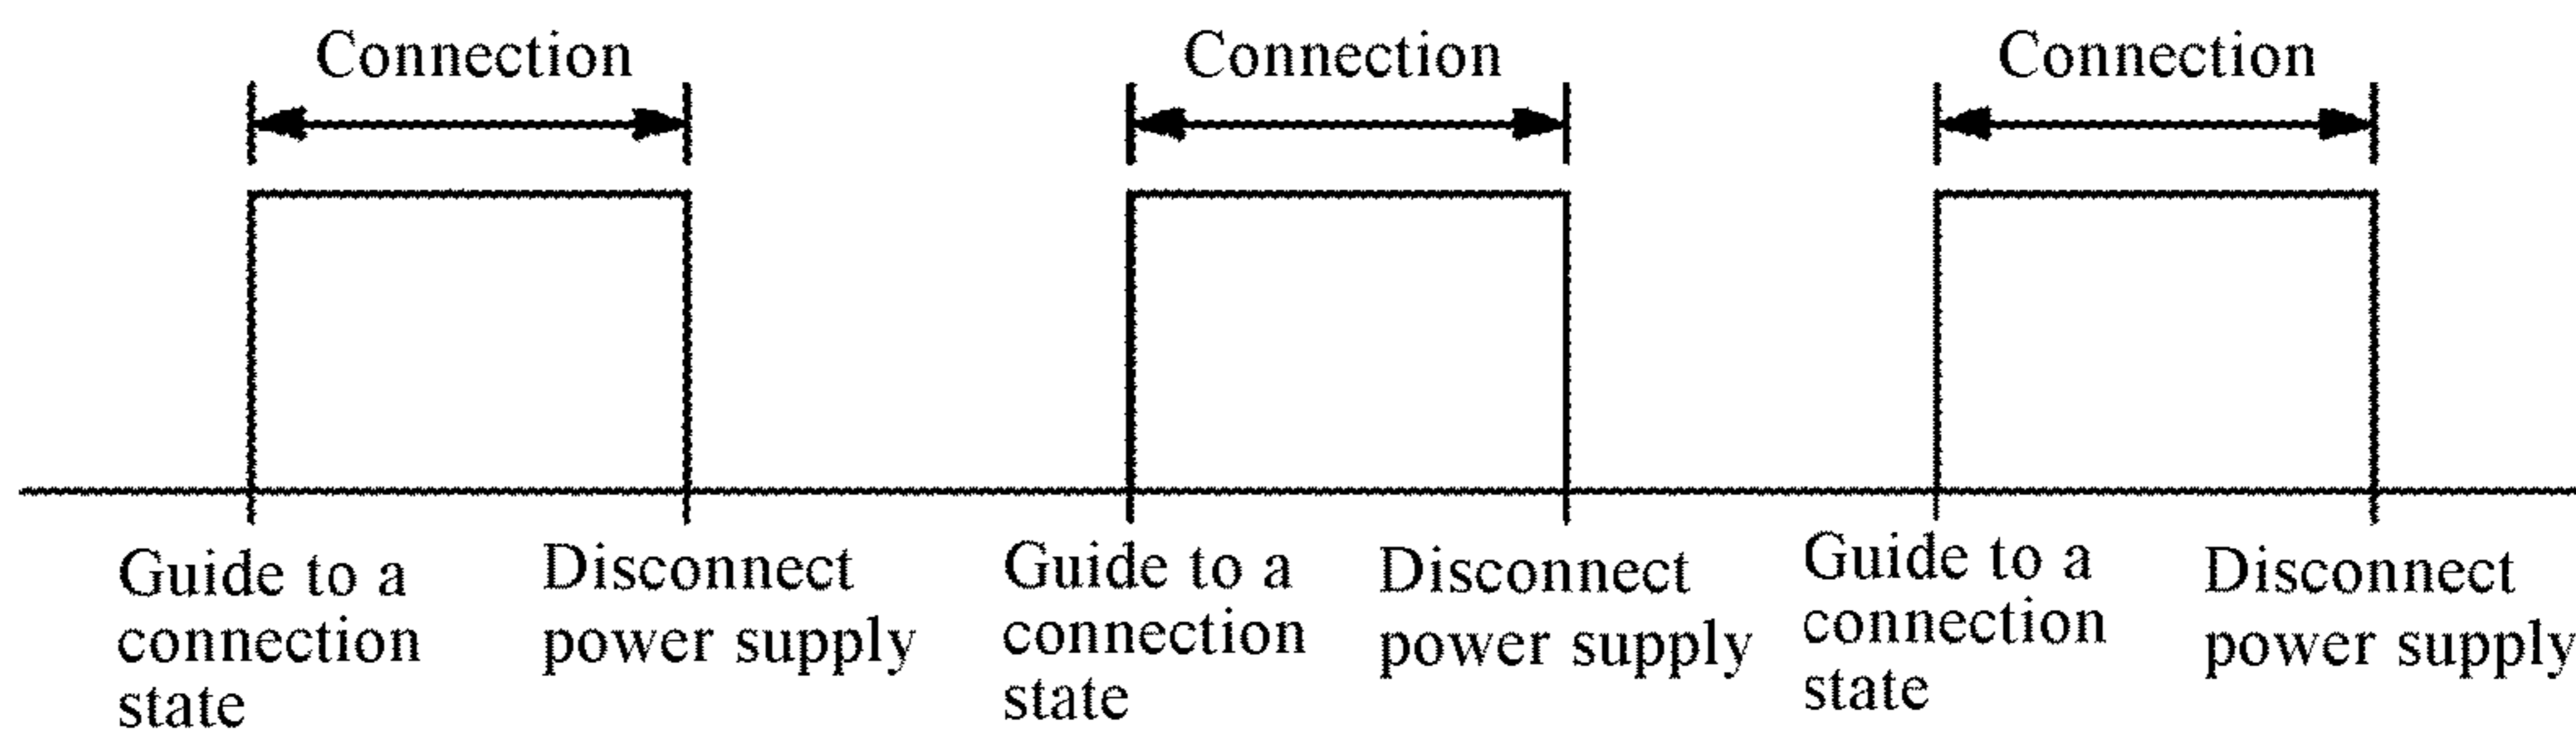 Connection
Connection
Connection
Guide to a
connection
state
Disconnect
power supply
Guide to a
connection
state
Disconnect
power supply
Guide to a
connection
state
Disconnect
power supply